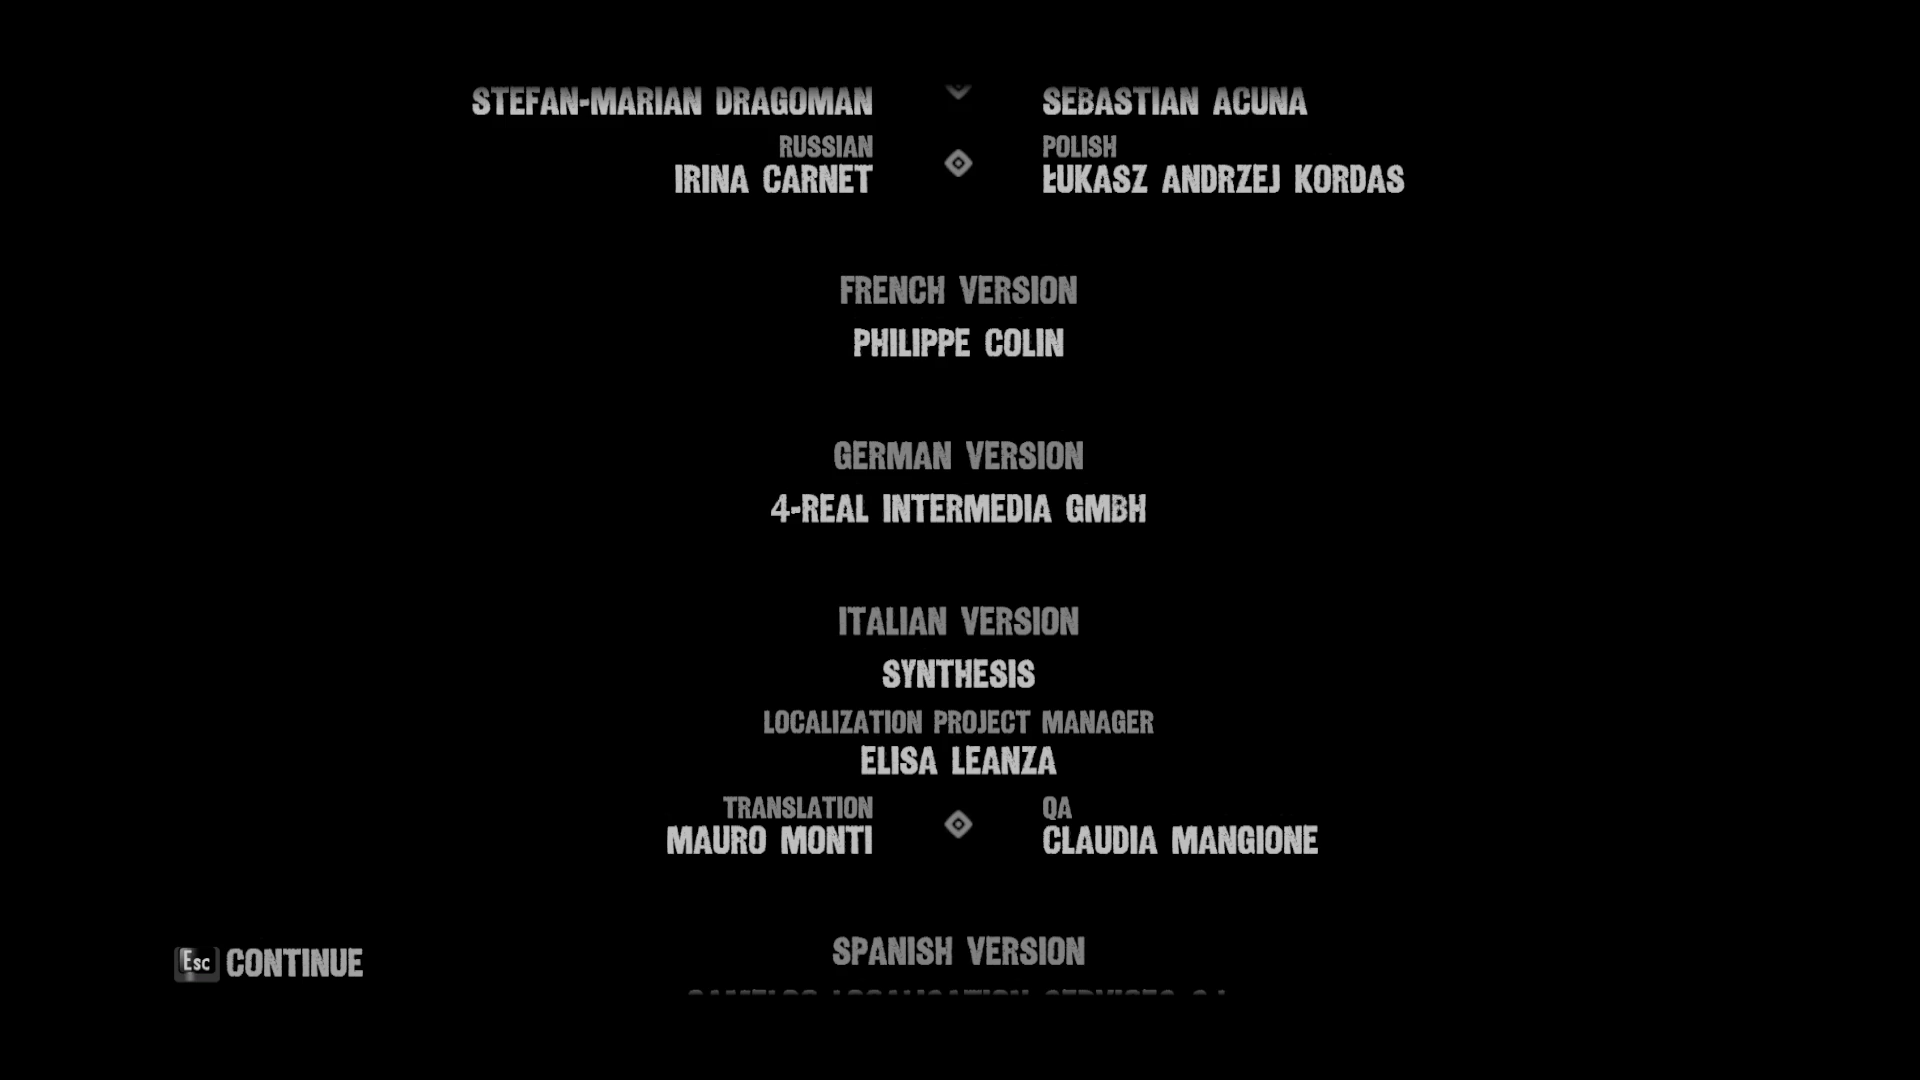 STEFAN-MARIAN DRAGOMAN
SEBASTIAN ACUNA
RUSSIAN
IRINA CARNET
POLISH
ŁUKASZ ANDRZEJ KORDAS
FRENCH VERSION
PHILIPPE COLIN
GERMAN VERSION
4-REAL INTERMEDIA GMBH
ITALIAN VERSION
SYNTHESIS
LOCALIZATION PROJECT MANAGER
ELISA LEANZA
TRANSLATION
MAURO MONTI
QA
CLAUDIA MANGIONE
SPANISH VERSION
Esc CONTINUE